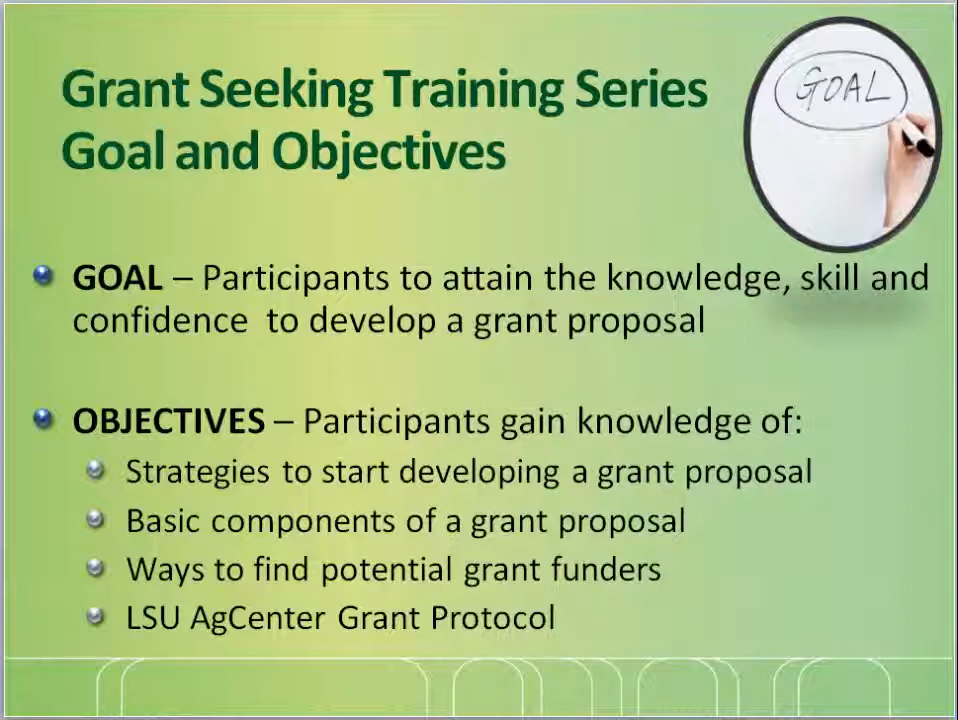 Grant Seeking Training Series
Goal and Objectives
GOAL
GOAL – Participants to attain the knowledge, skill and
confidence to develop a grant proposal
OBJECTIVES – Participants gain knowledge of:
Strategies to start developing a grant proposal
Basic components of a grant proposal
Ways to find potential grant funders
LSU AgCenter Grant Protocol